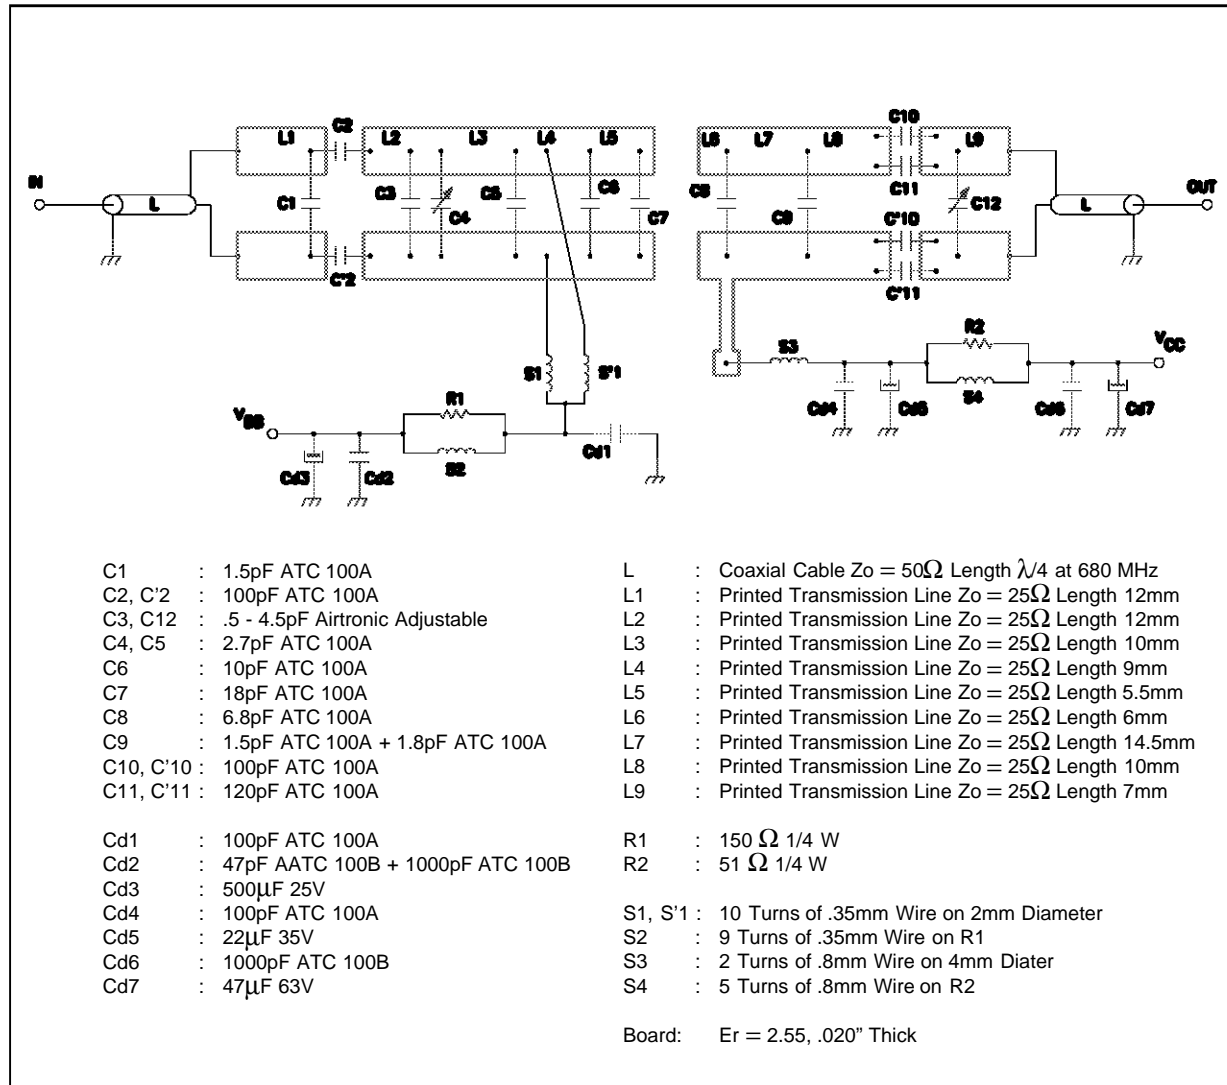 C10
L1 C2 L2 L3 L4 L5 L6 L7 L8 L9
C11
IN L C1 C3 C4 C5 C6 C7 C8 C9 C12 L OUT
C'10
C'2 C'11
S1 S'1 S3 R2 VCC
S4
Cd4 Cd5 Cd6 Cd7
VBB R1
S2 Cd1
Cd3 Cd2
C1 : 1.5pF ATC 100A
C2, C'2 : 100pF ATC 100A
C3, C12 : .5 - 4.5pF Airtronic Adjustable
C4, C5 : 2.7pF ATC 100A
C6 : 10pF ATC 100A
C7 : 18pF ATC 100A
C8 : 6.8pF ATC 100A
C9 : 1.5pF ATC 100A + 1.8pF ATC 100A
C10, C'10 : 100pF ATC 100A
C11, C'11 : 120pF ATC 100A
Cd1 : 100pF ATC 100A
Cd2 : 47pF AATC 100B + 1000pF ATC 100B
Cd3 : 500μF 25V
Cd4 : 100pF ATC 100A
Cd5 : 22μF 35V
Cd6 : 1000pF ATC 100B
Cd7 : 47μF 63V
L : Coaxial Cable Zo = 50Ω Length λ/4 at 680 MHz
L1 : Printed Transmission Line Zo = 25Ω Length 12mm
L2 : Printed Transmission Line Zo = 25Ω Length 12mm
L3 : Printed Transmission Line Zo = 25Ω Length 10mm
L4 : Printed Transmission Line Zo = 25Ω Length 9mm
L5 : Printed Transmission Line Zo = 25Ω Length 5.5mm
L6 : Printed Transmission Line Zo = 25Ω Length 6mm
L7 : Printed Transmission Line Zo = 25Ω Length 14.5mm
L8 : Printed Transmission Line Zo = 25Ω Length 10mm
L9 : Printed Transmission Line Zo = 25Ω Length 7mm
R1 : 150 Ω 1/4 W
R2 : 51 Ω 1/4 W
S1, S'1 : 10 Turns of .35mm Wire on 2mm Diameter
S2 : 9 Turns of .35mm Wire on R1
S3 : 2 Turns of .8mm Wire on 4mm Diater
S4 : 5 Turns of .8mm Wire on R2
Board: Er = 2.55, .020" Thick